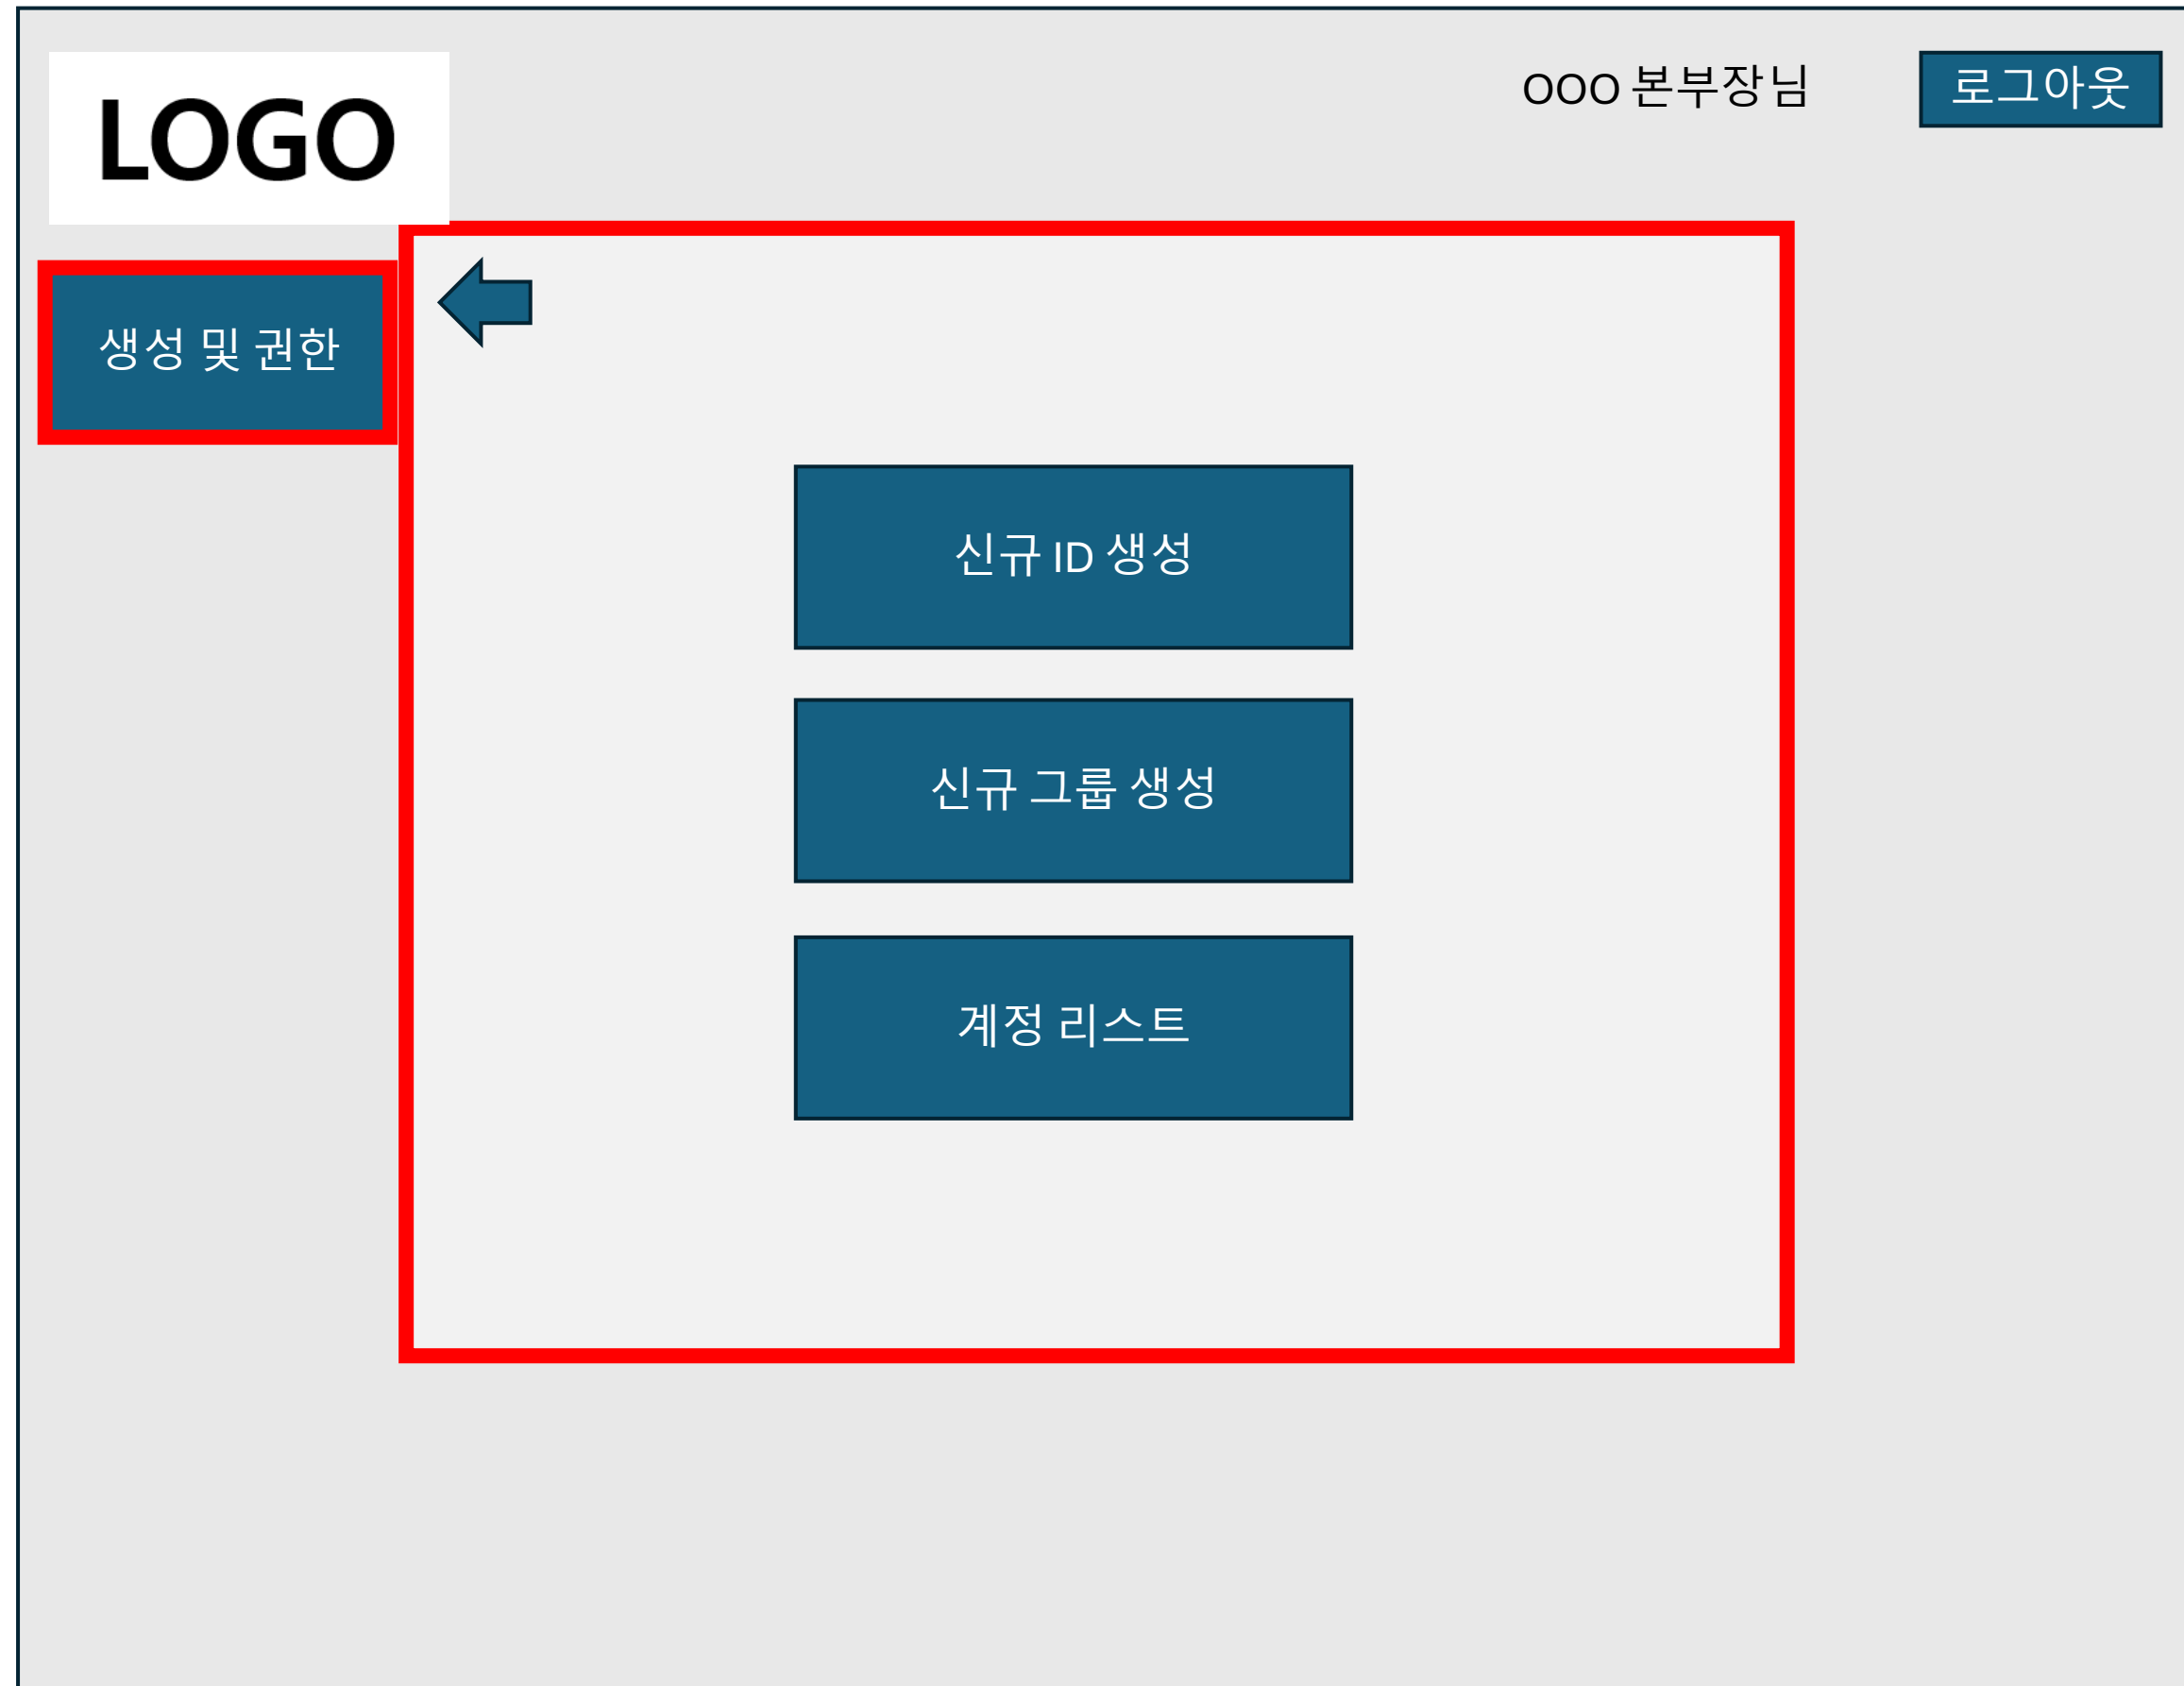 LOGO
OOO 본부장님
로그아웃
생성 및 권한
신규 ID 생성
신규 그룹 생성
계정 리스트